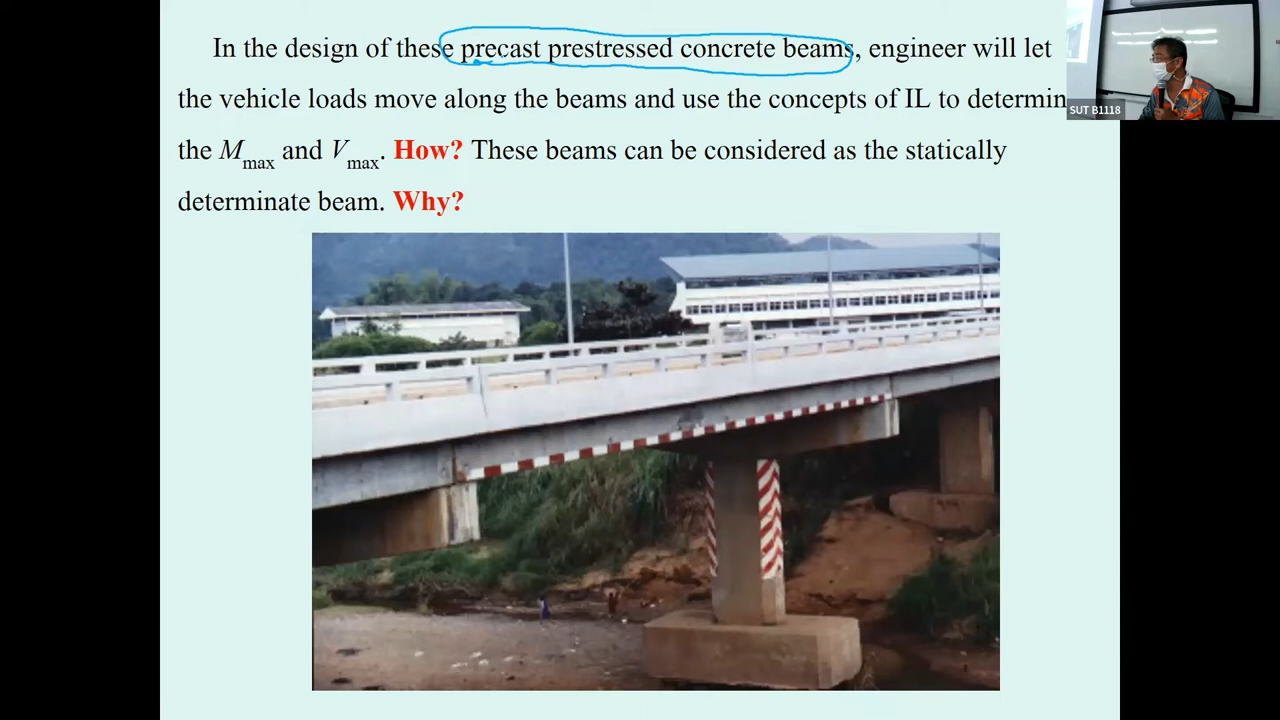 In the design of these precast prestressed concrete beams, engineer will let
the vehicle loads move along the beams and use the concepts of IL to determin
the Mmax and Vmax. How? These beams can be considered as the statically
determinate beam. Why?
SUT B1118